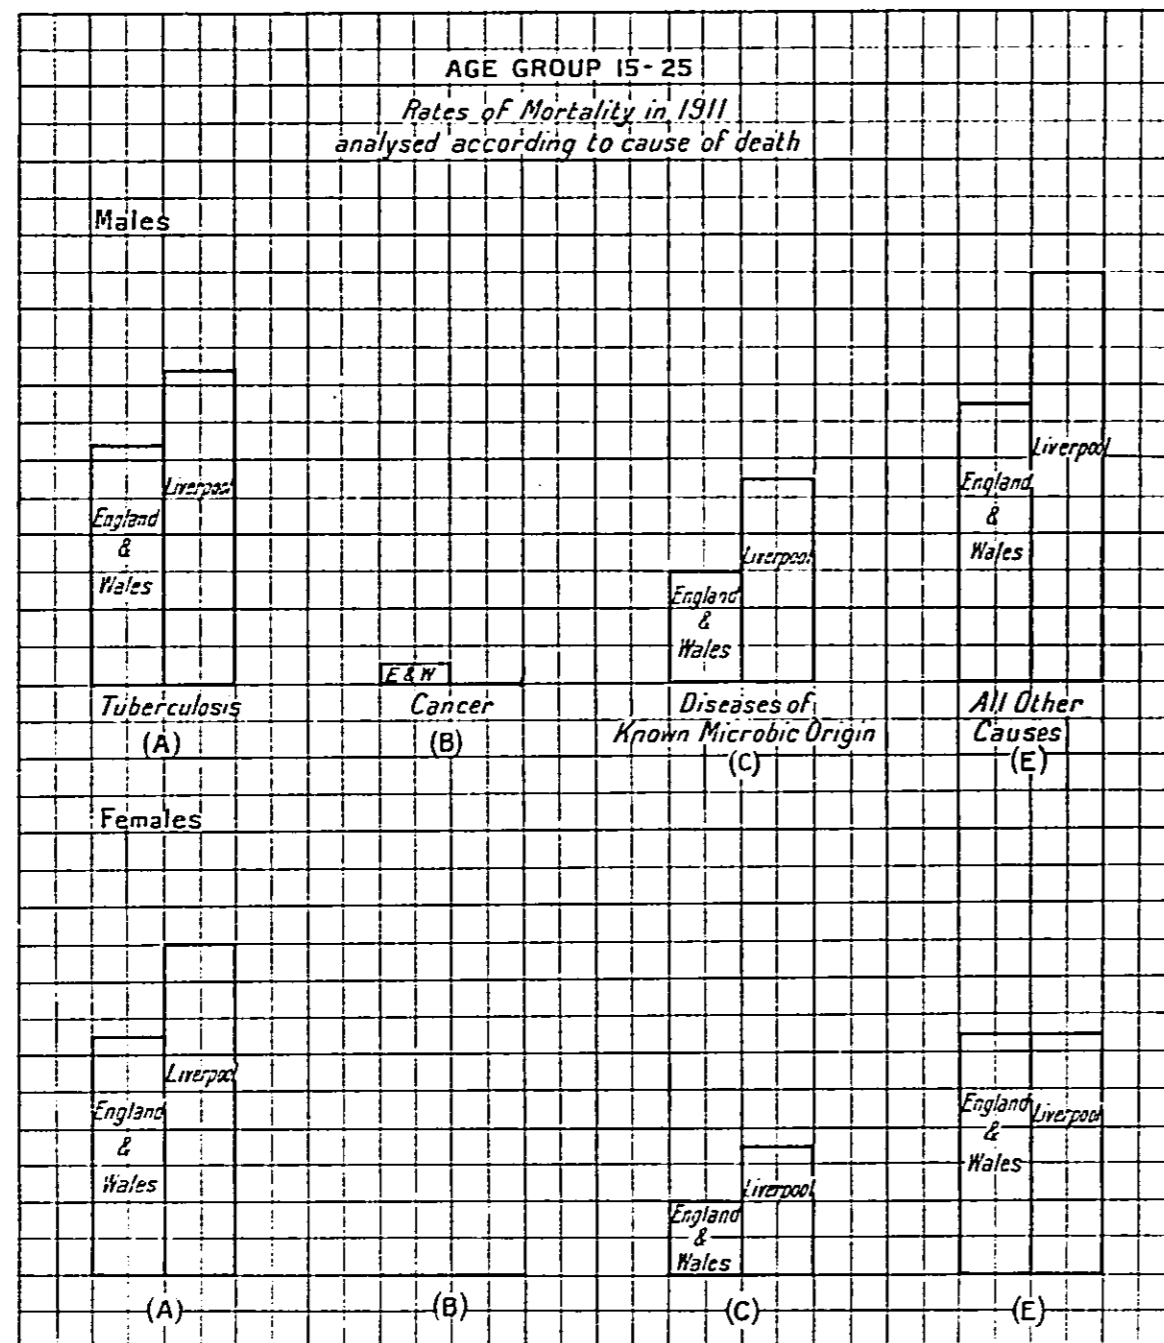 AGE GROUP 15-25
Rates of Mortality in 1911
analysed according to cause of death
Males
England
&
Wales
Liverpool
E & W
England
&
Wales
Liverpool
England
&
Wales
Liverpool
Tuberculosis
(A)
Cancer
(B)
Diseases of
Known Microbic Origin
(C)
All Other
Causes
(E)
Females
England
&
Wales
Liverpool
England
&
Wales
Liverpool
England
&
Wales
Liverpool
(A)
(B)
(C)
(E)